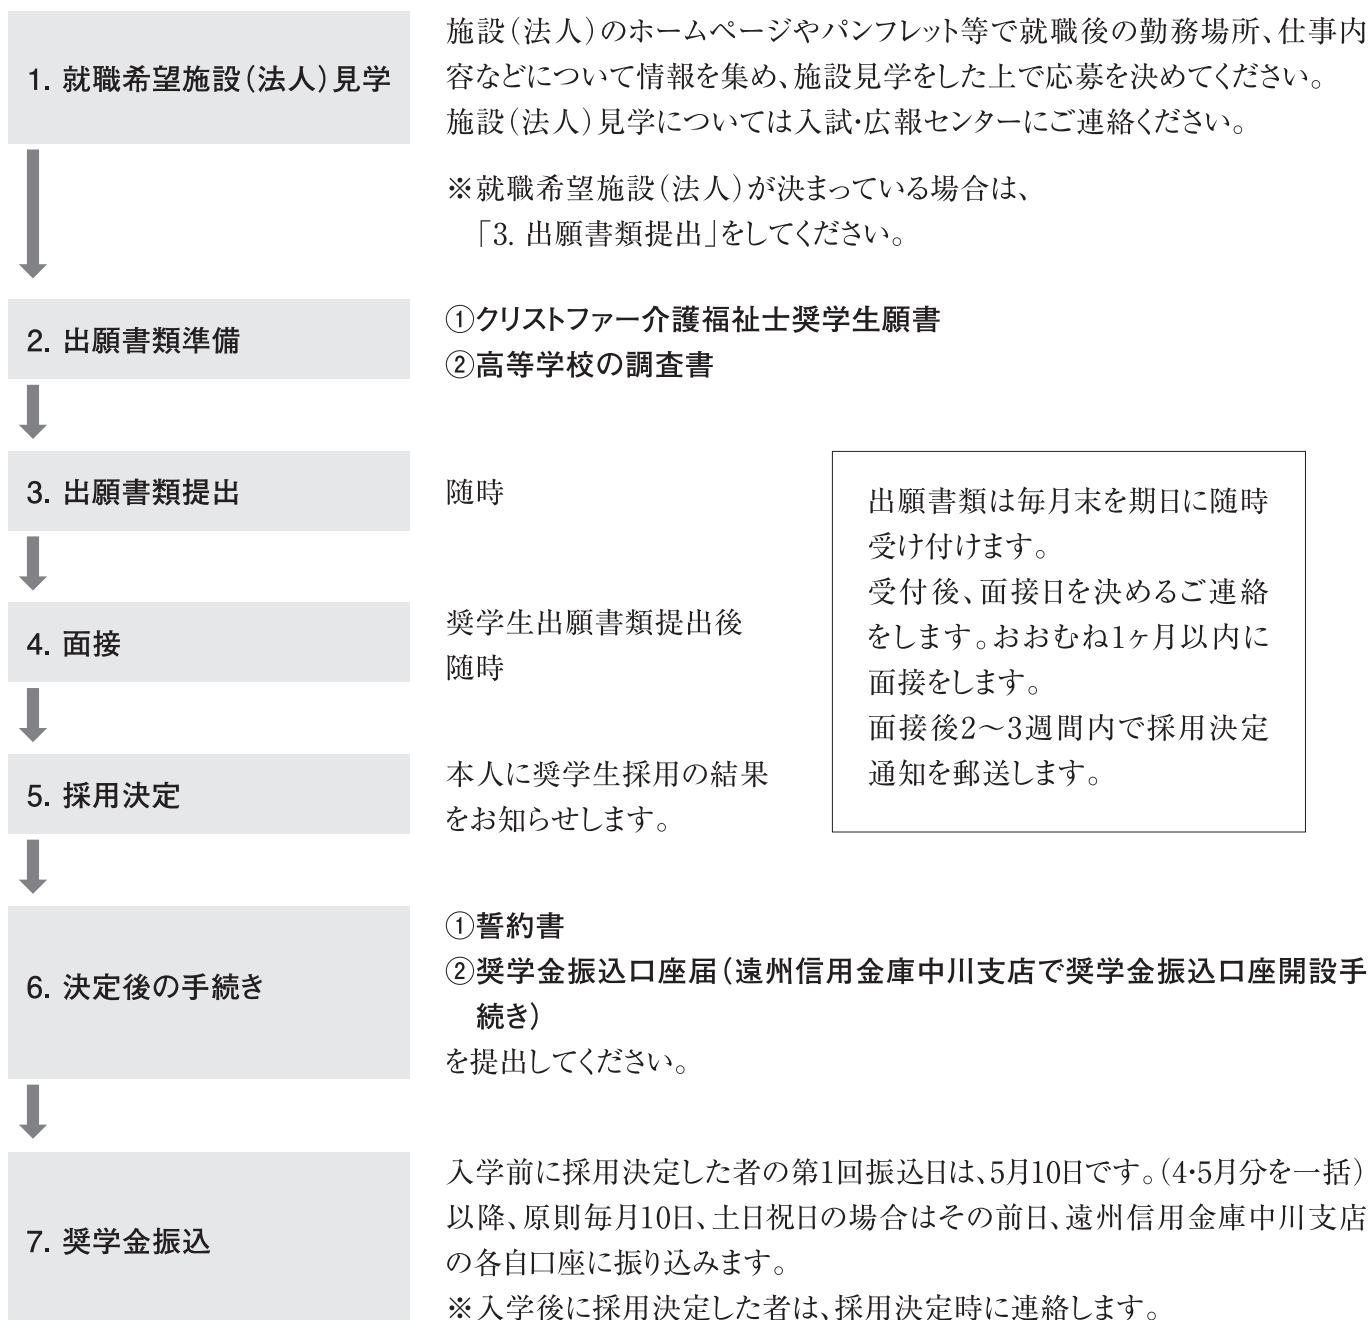 1. 就職希望施設（法人）見学
施設（法人）のホームページやパンフレット等で就職後の勤務場所、仕事内
容などについて情報を集め、施設見学をした上で応募を決めてください。
施設（法人）見学については入試・広報センターにご連絡ください。
※就職希望施設（法人）が決まっている場合は、
「3. 出願書類提出」をしてください。
2. 出願書類準備
①クリストファー介護福祉士奨学生願書
②高等学校の調査書
3. 出願書類提出
随時
4. 面接
奨学生出願書類提出後
随時
5. 採用決定
本人に奨学生採用の結果
をお知らせします。
出願書類は毎月末を期日に随時
受け付けます。
受付後、面接日を決めるご連絡
をします。おおむね1ヶ月以内に
面接をします。
面接後2〜3週間内で採用決定
通知を郵送します。
6. 決定後の手続き
①誓約書
②奨学金振込口座届（遠州信用金庫中川支店で奨学金振込口座開設手
続き）
を提出してください。
7. 奨学金振込
入学前に採用決定した者の第1回振込日は、5月10日です。（4・5月分を一括）
以降、原則毎月10日、土日祝日の場合はその前日、遠州信用金庫中川支店
の各自口座に振り込みます。
※入学後に採用決定した者は、採用決定時に連絡します。